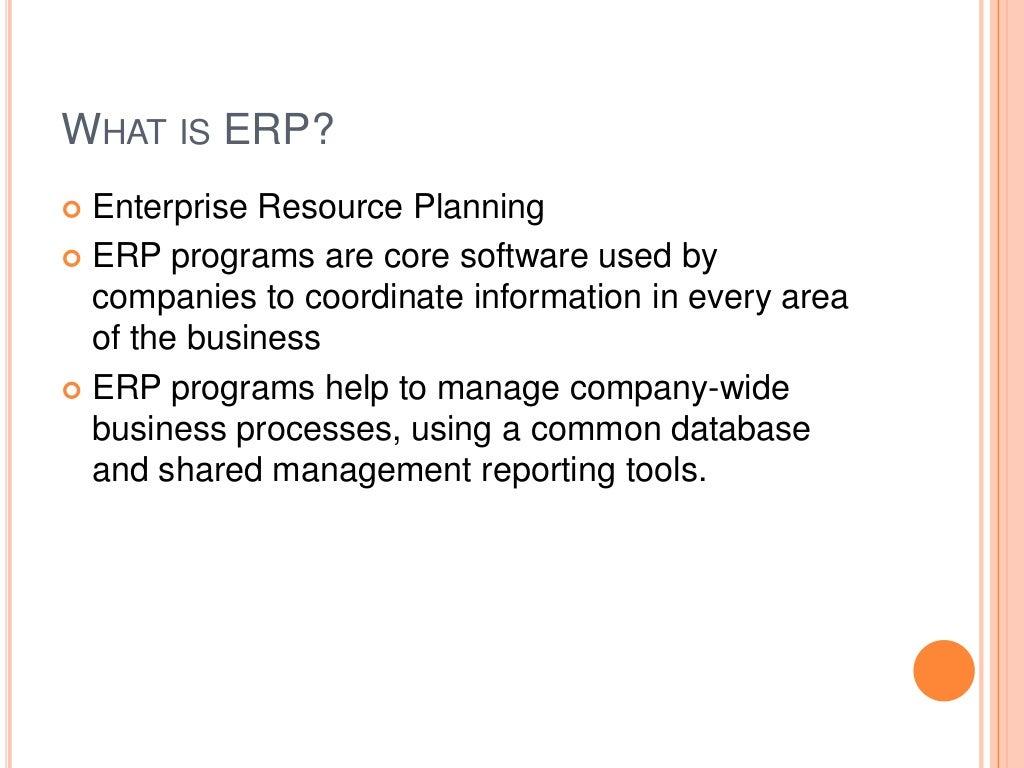 WHAT IS ERP?
Enterprise Resource Planning
ERP programs are core software used by
companies to coordinate information in every area
of the business
ERP programs help to manage company-wide
business processes, using a common database
and shared management reporting tools.